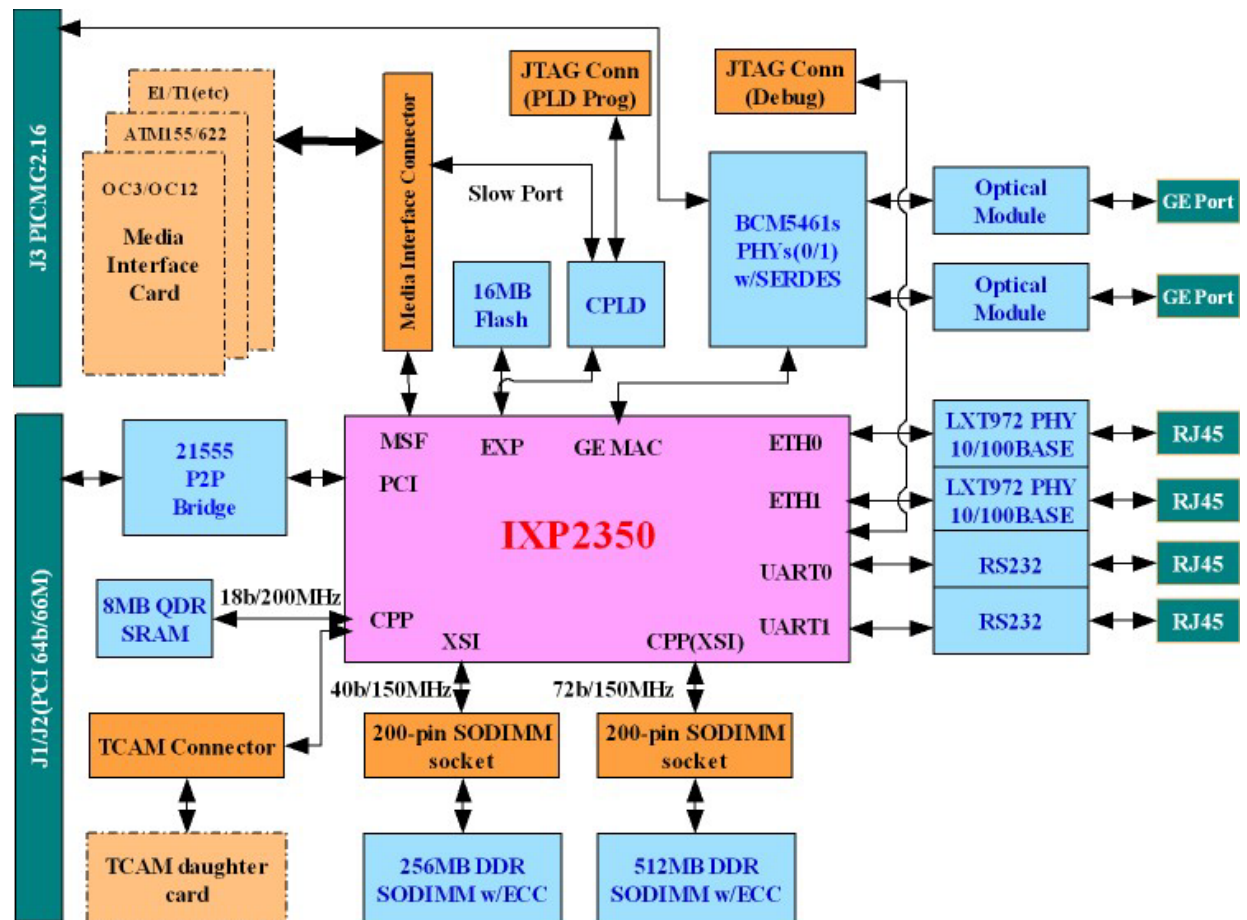 J3 PICMG2.16
E1/T1(etc)
ATM155/622
OC3/OC12
Media
Interface
Card
Media Interface Connector
JTAG Conn
(PLD Prog)
JTAG Conn
(Debug)
Slow Port
16MB
Flash
CPLD
BCM5461s
PHYs(0/1)
w/SERDES
Optical
Module
GE Port
Optical
Module
GE Port
J1/J2(PCI 64b/66M)
21555
P2P
Bridge
MSF
EXP
GE MAC
ETH0
PCI
ETH1
IXP2350
UART0
UART1
CPP
XSI
CPP(XSI)
LXT972 PHY
10/100BASE
RJ45
LXT972 PHY
10/100BASE
RJ45
RS232
RJ45
RS232
RJ45
8MB QDR
SRAM
18b/200MHz
40b/150MHz
72b/150MHz
TCAM Connector
200-pin SODIMM
socket
200-pin SODIMM
socket
TCAM daughter
card
256MB DDR
SODIMM w/ECC
512MB DDR
SODIMM w/ECC